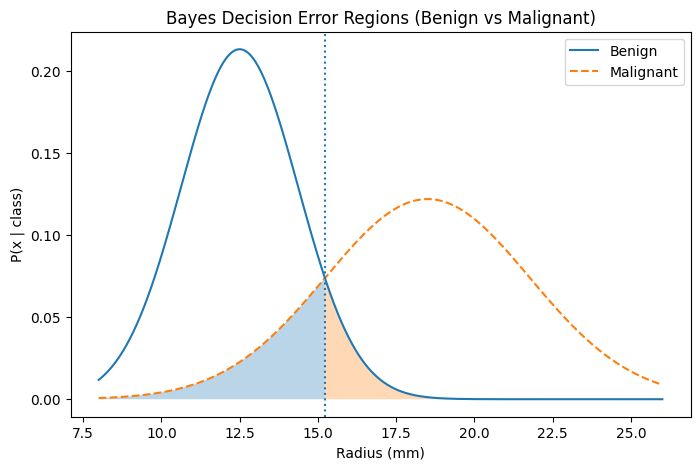 Bayes Decision Error Regions (Benign vs Malignant)
Benign
Malignant
P(x | class)
0.20
0.15
0.10
0.05
0.00
7.5 10.0 12.5 15.0 17.5 20.0 22.5 25.0
Radius (mm)